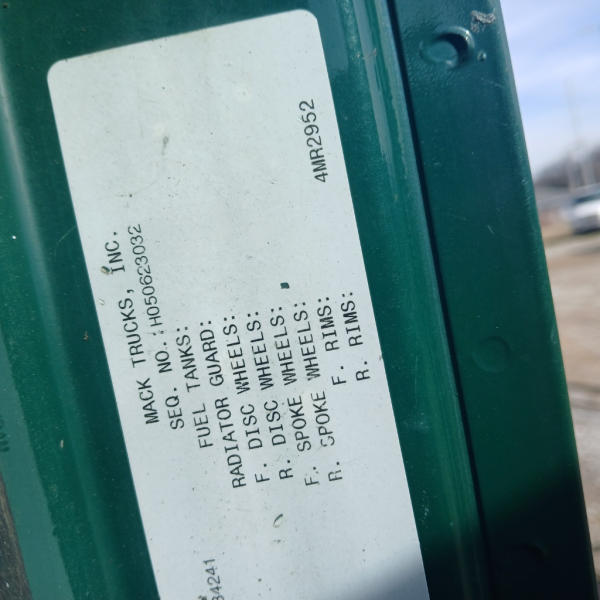 MACK TRUCKS, INC.
SEQ. NO.: H050623032
FUEL TANKS:
RADIATOR GUARD:
F. DISC WHEELS:
R. DISC WHEELS:
F. SPOKE WHEELS:
R. SPOKE WHEELS:
F. RIMS:
R. RIMS:
4MR2952
34241